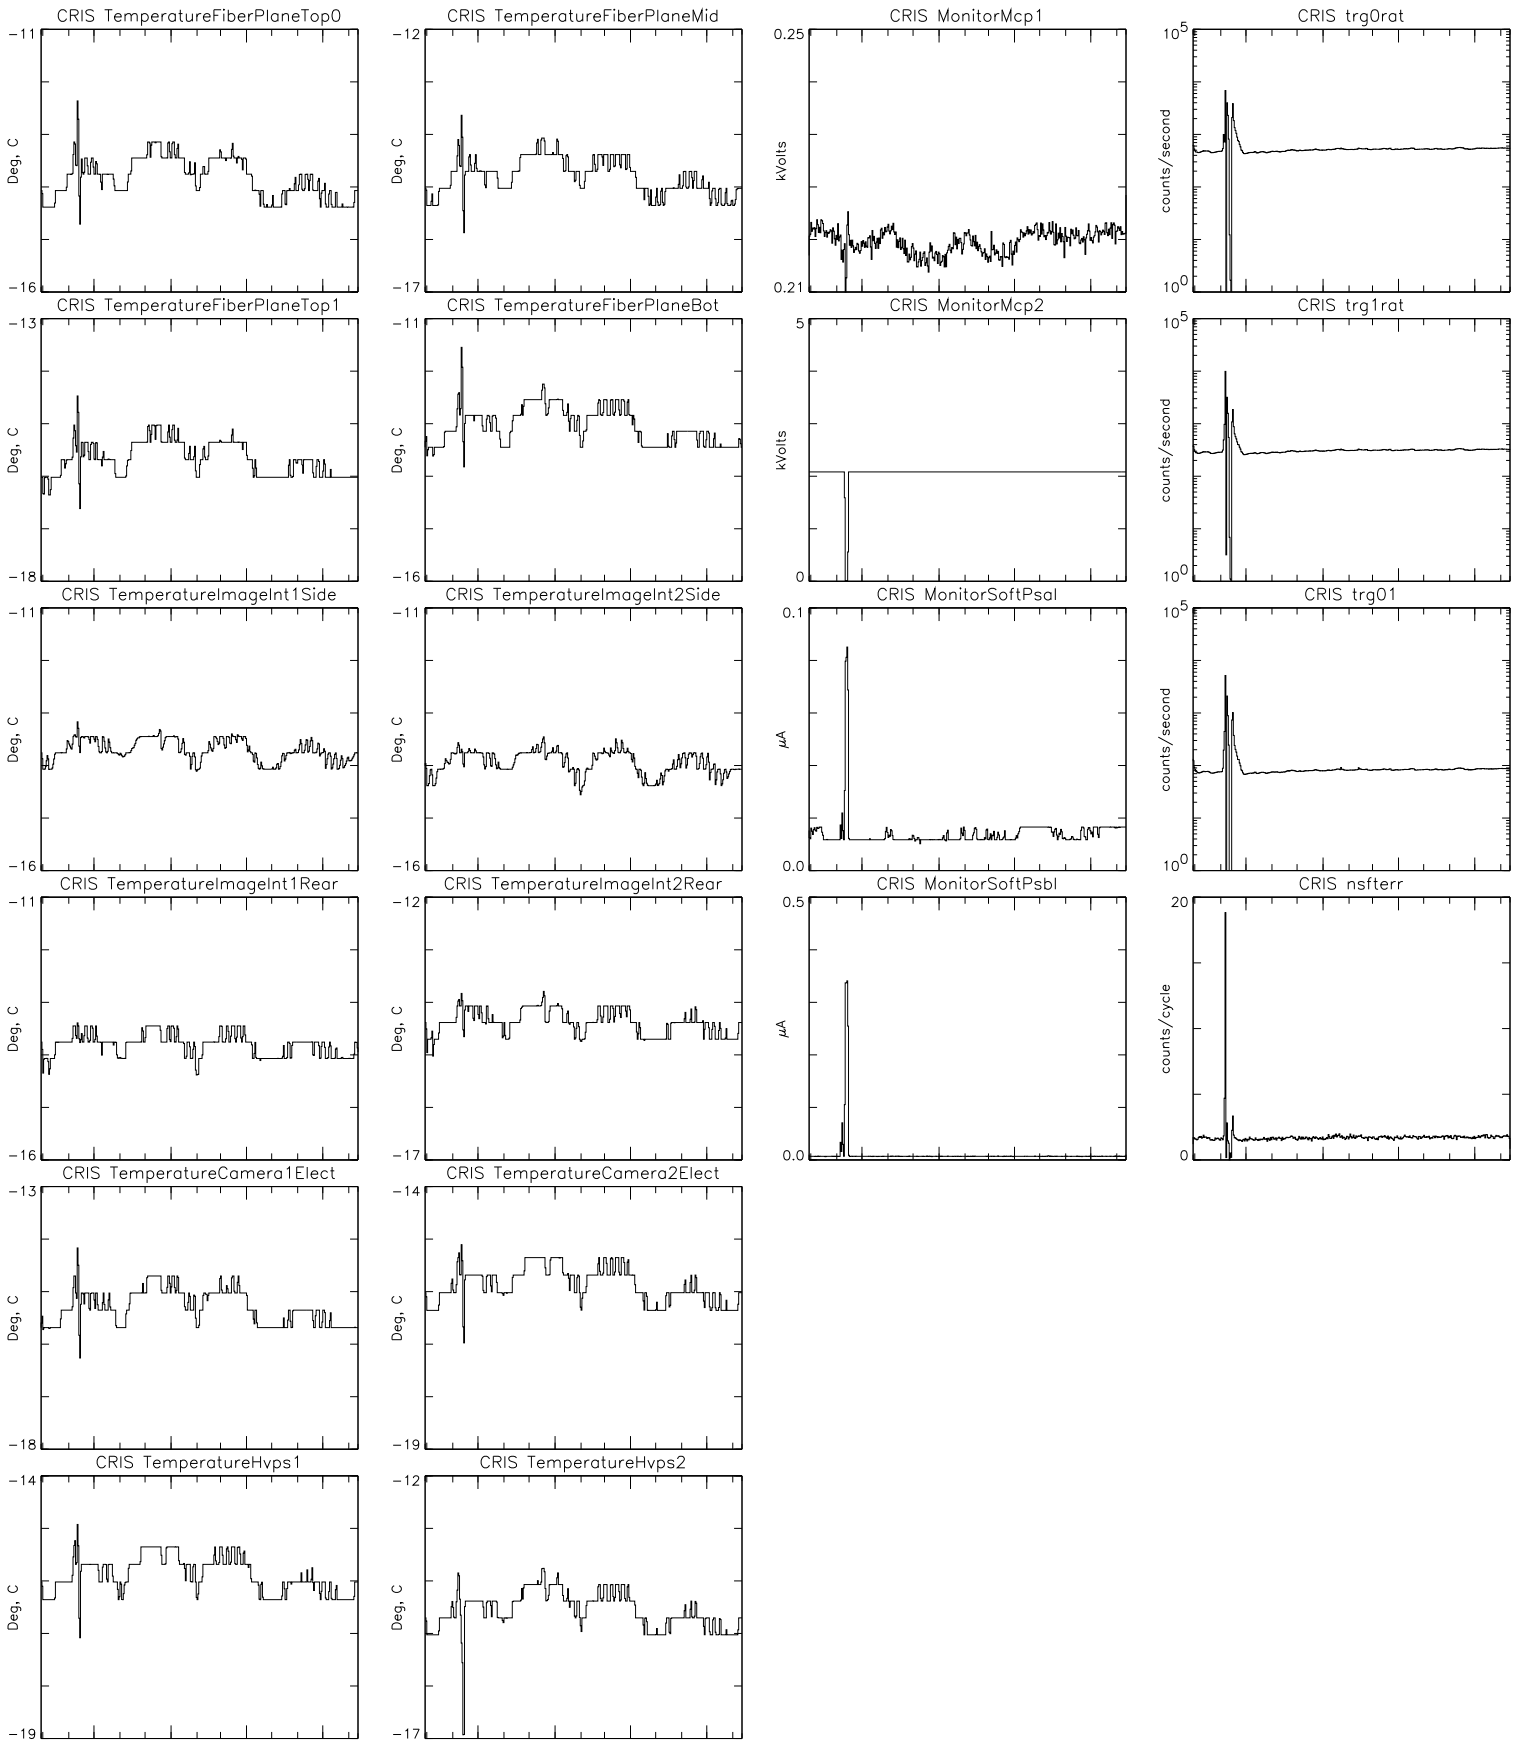 CRIS TemperatureFiberPlaneTop0
-11
Deg, C
-16
CRIS TemperatureFiberPlaneMid
-12
Deg, C
-17
CRIS MonitorMcp1
0.25
kVolts
0.21
CRIS trg0rat
10^5
counts/second
10^0
CRIS TemperatureFiberPlaneTop1
-13
Deg, C
-18
CRIS TemperatureFiberPlaneBot
-11
Deg, C
-16
CRIS MonitorMcp2
5
kVolts
0
CRIS trg1rat
10^5
counts/second
10^0
CRIS TemperatureImageInt1Side
-11
Deg, C
-16
CRIS TemperatureImageInt2Side
-11
Deg, C
-16
CRIS MonitorSoftPsaI
0.1
μA
0.0
CRIS trg01
10^5
counts/second
10^0
CRIS TemperatureImageInt1Rear
-11
Deg, C
-16
CRIS TemperatureImageInt2Rear
-12
Deg, C
-17
CRIS MonitorSoftPsbI
0.5
μA
0.0
CRIS nsfterr
20
counts/cycle
0
CRIS TemperatureCamera1Elect
-13
Deg, C
-18
CRIS TemperatureCamera2Elect
-14
Deg, C
-19
CRIS TemperatureHvps1
-14
Deg, C
-19
CRIS TemperatureHvps2
-12
Deg, C
-17